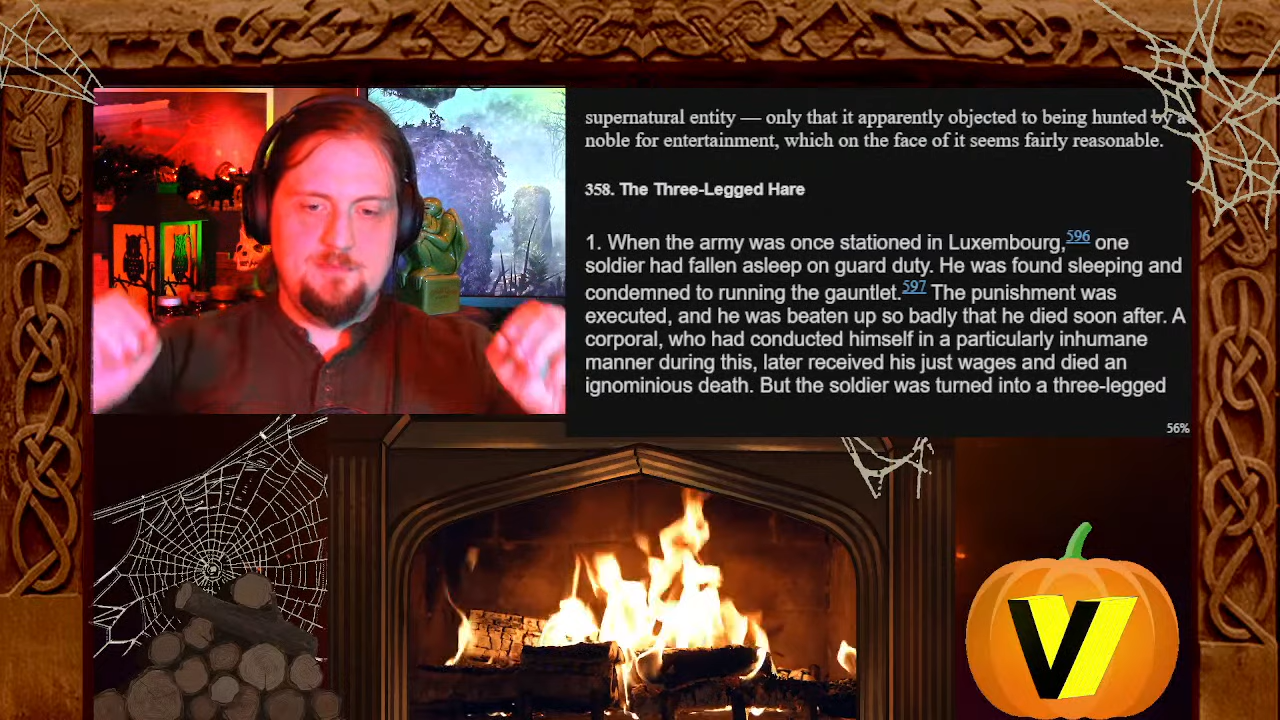 supernatural entity — only that it apparently objected to being hunted by a
noble for entertainment, which on the face of it seems fairly reasonable.
358. The Three-Legged Hare
1. When the army was once stationed in Luxembourg,596 one
soldier had fallen asleep on guard duty. He was found sleeping and
condemned to running the gauntlet.597 The punishment was
executed, and he was beaten up so badly that he died soon after. A
corporal, who had conducted himself in a particularly inhumane
manner during this, later received his just wages and died an
ignominious death. But the soldier was turned into a three-legged
56%
V